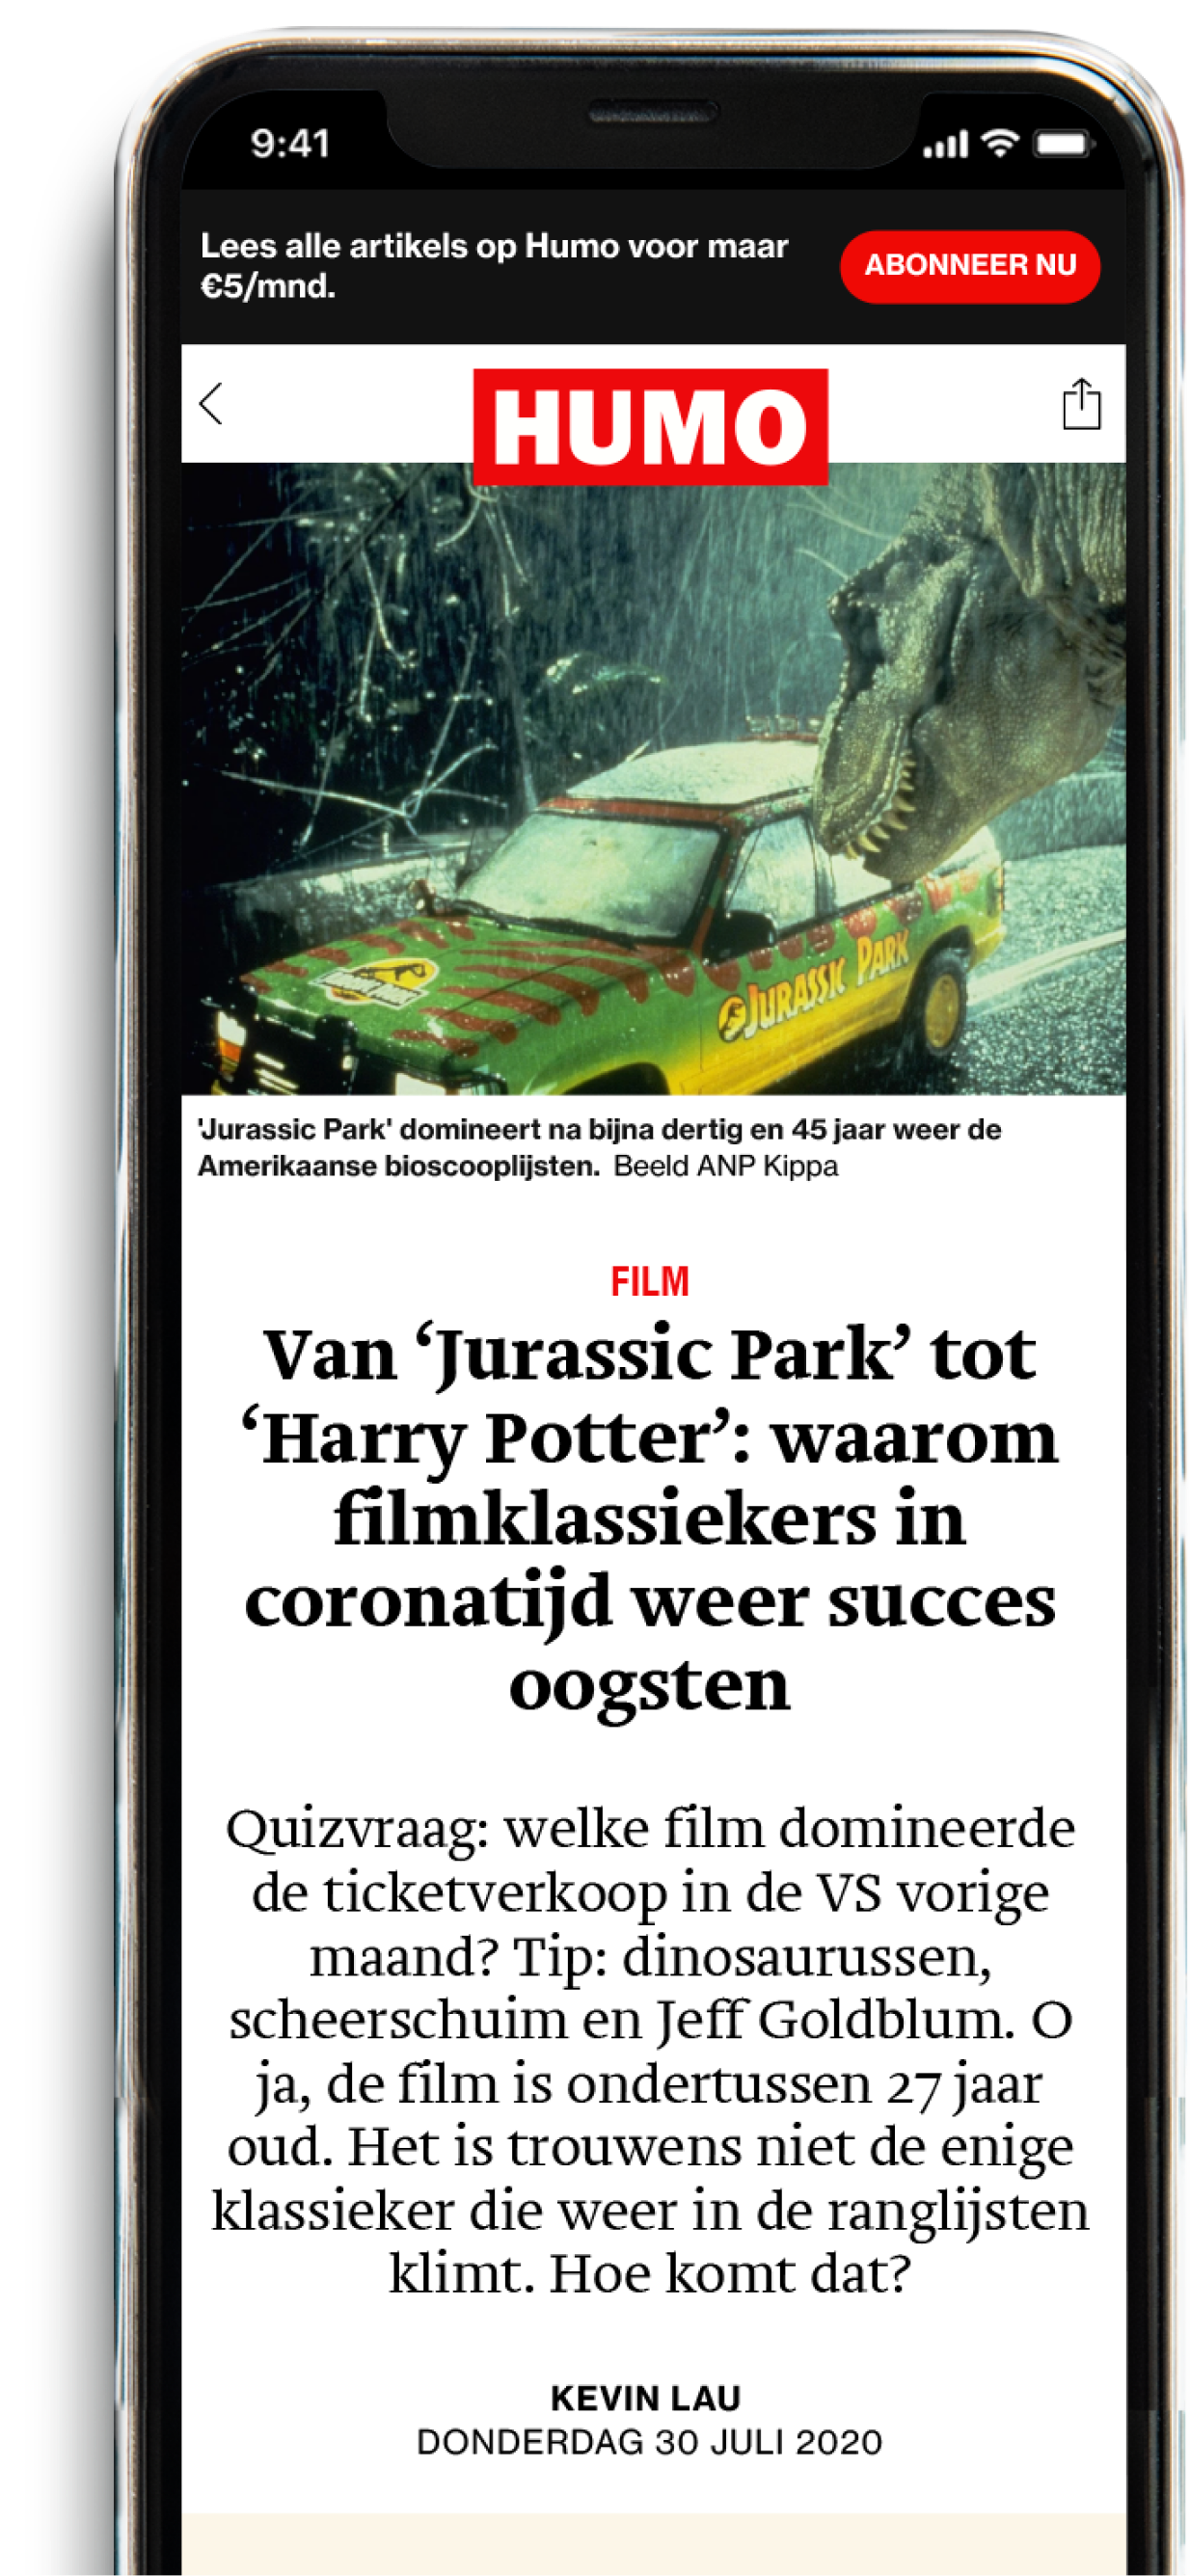 9:41
Lees alle artikels op Humo voor maar
€5/mnd.
ABONNEER NU
HUMO
JURASSIC PARK
JURASSIC PARK
'Jurassic Park' domineert na bijna dertig en 45 jaar weer de
Amerikaanse bioscooplijsten. Beeld ANP Kippa
FILM
Van ‘Jurassic Park’ tot
‘Harry Potter’: waarom
filmklassiekers in
coronatijd weer succes
oogsten
Quizvraag: welke film domineerde
de ticketverkoop in de VS vorige
maand? Tip: dinosaurussen,
scheerschuim en Jeff Goldblum. O
ja, de film is ondertussen 27 jaar
oud. Het is trouwens niet de enige
klassieker die weer in de ranglijsten
klimt. Hoe komt dat?
KEVIN LAU
DONDERDAG 30 JULI 2020